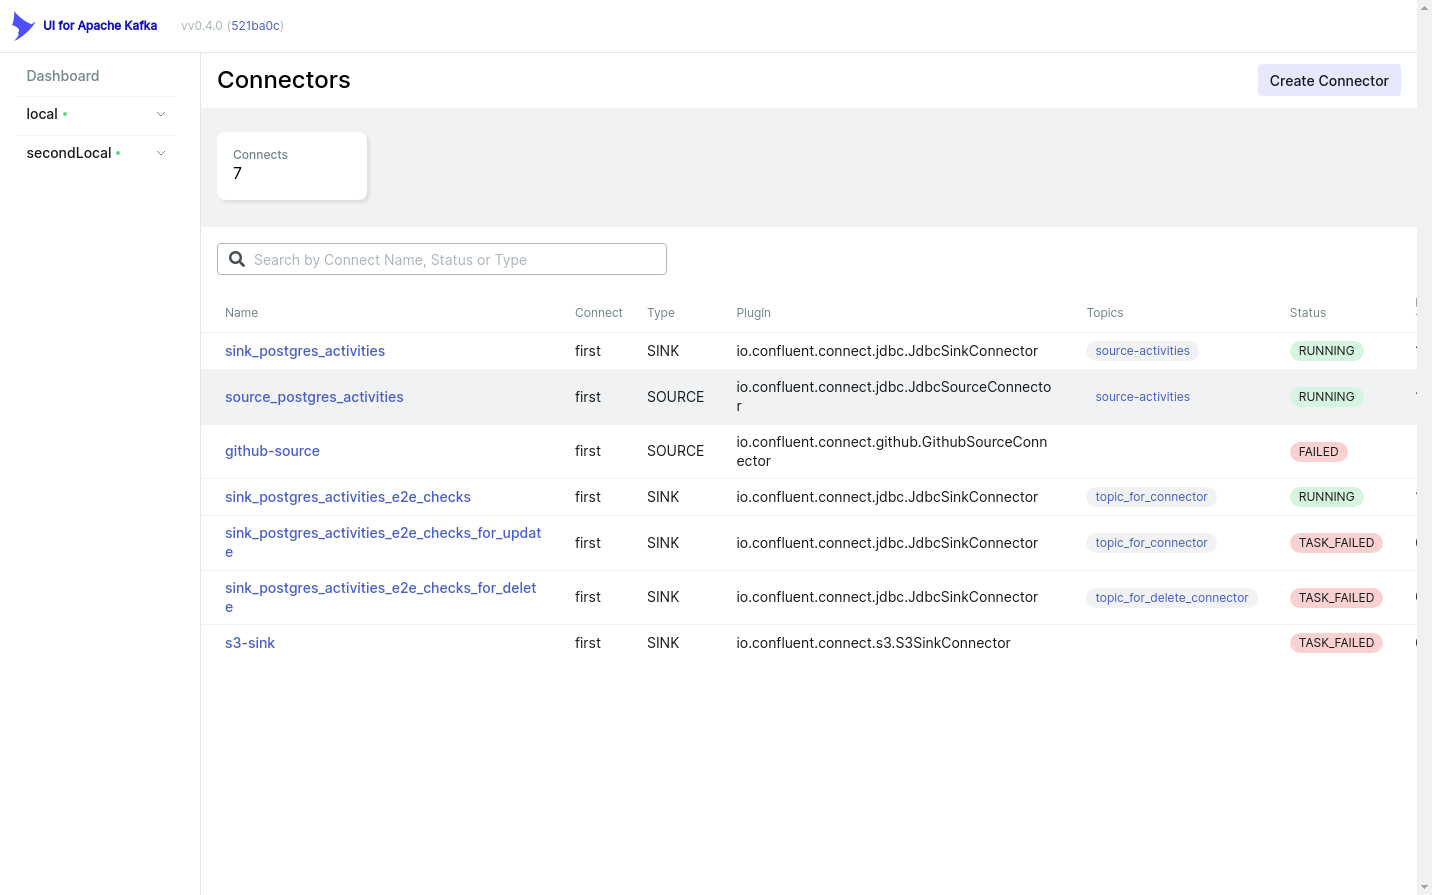 UI for Apache Kafka vv0.4.0 (521ba0c)
Dashboard
local
secondLocal
Connectors
Create Connector
Connects
7
Search by Connect Name, Status or Type
Name Connect Type Plugin Topics Status
sink_postgres_activities first SINK io.confluent.connect.jdbc.JdbcSinkConnector source-activities RUNNING
source_postgres_activities first SOURCE io.confluent.connect.jdbc.JdbcSourceConnecto
r source-activities RUNNING
github-source first SOURCE io.confluent.connect.github.GithubSourceConn
ector FAILED
sink_postgres_activities_e2e_checks first SINK io.confluent.connect.jdbc.JdbcSinkConnector topic_for_connector RUNNING
sink_postgres_activities_e2e_checks_for_updat
e first SINK io.confluent.connect.jdbc.JdbcSinkConnector topic_for_connector TASK_FAILED
sink_postgres_activities_e2e_checks_for_delet
e first SINK io.confluent.connect.jdbc.JdbcSinkConnector topic_for_delete_connector TASK_FAILED
s3-sink first SINK io.confluent.connect.s3.S3SinkConnector TASK_FAILED